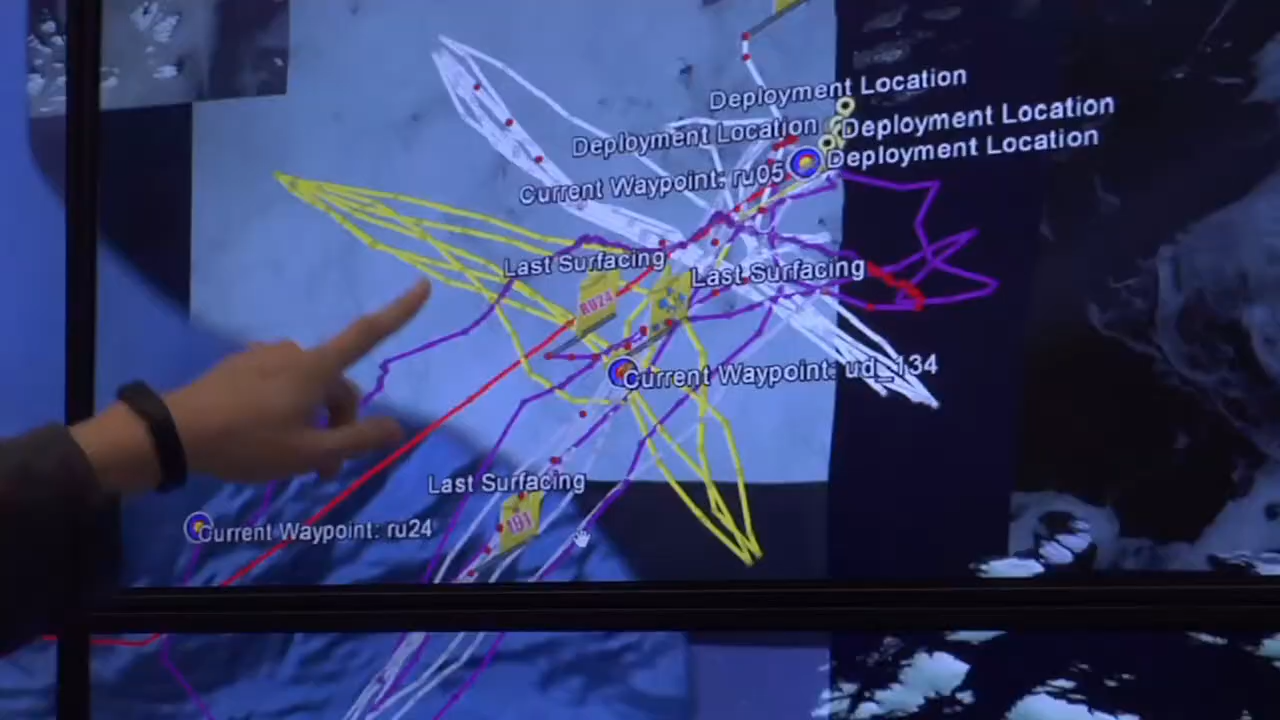 Deployment Location
Deployment Location
Deployment Location
Deployment Location
Current Waypoint: ru05
Last Surfacing
Last Surfacing
RU24
Current Waypoint: ud_134
Last Surfacing
191
Current Waypoint: ru24